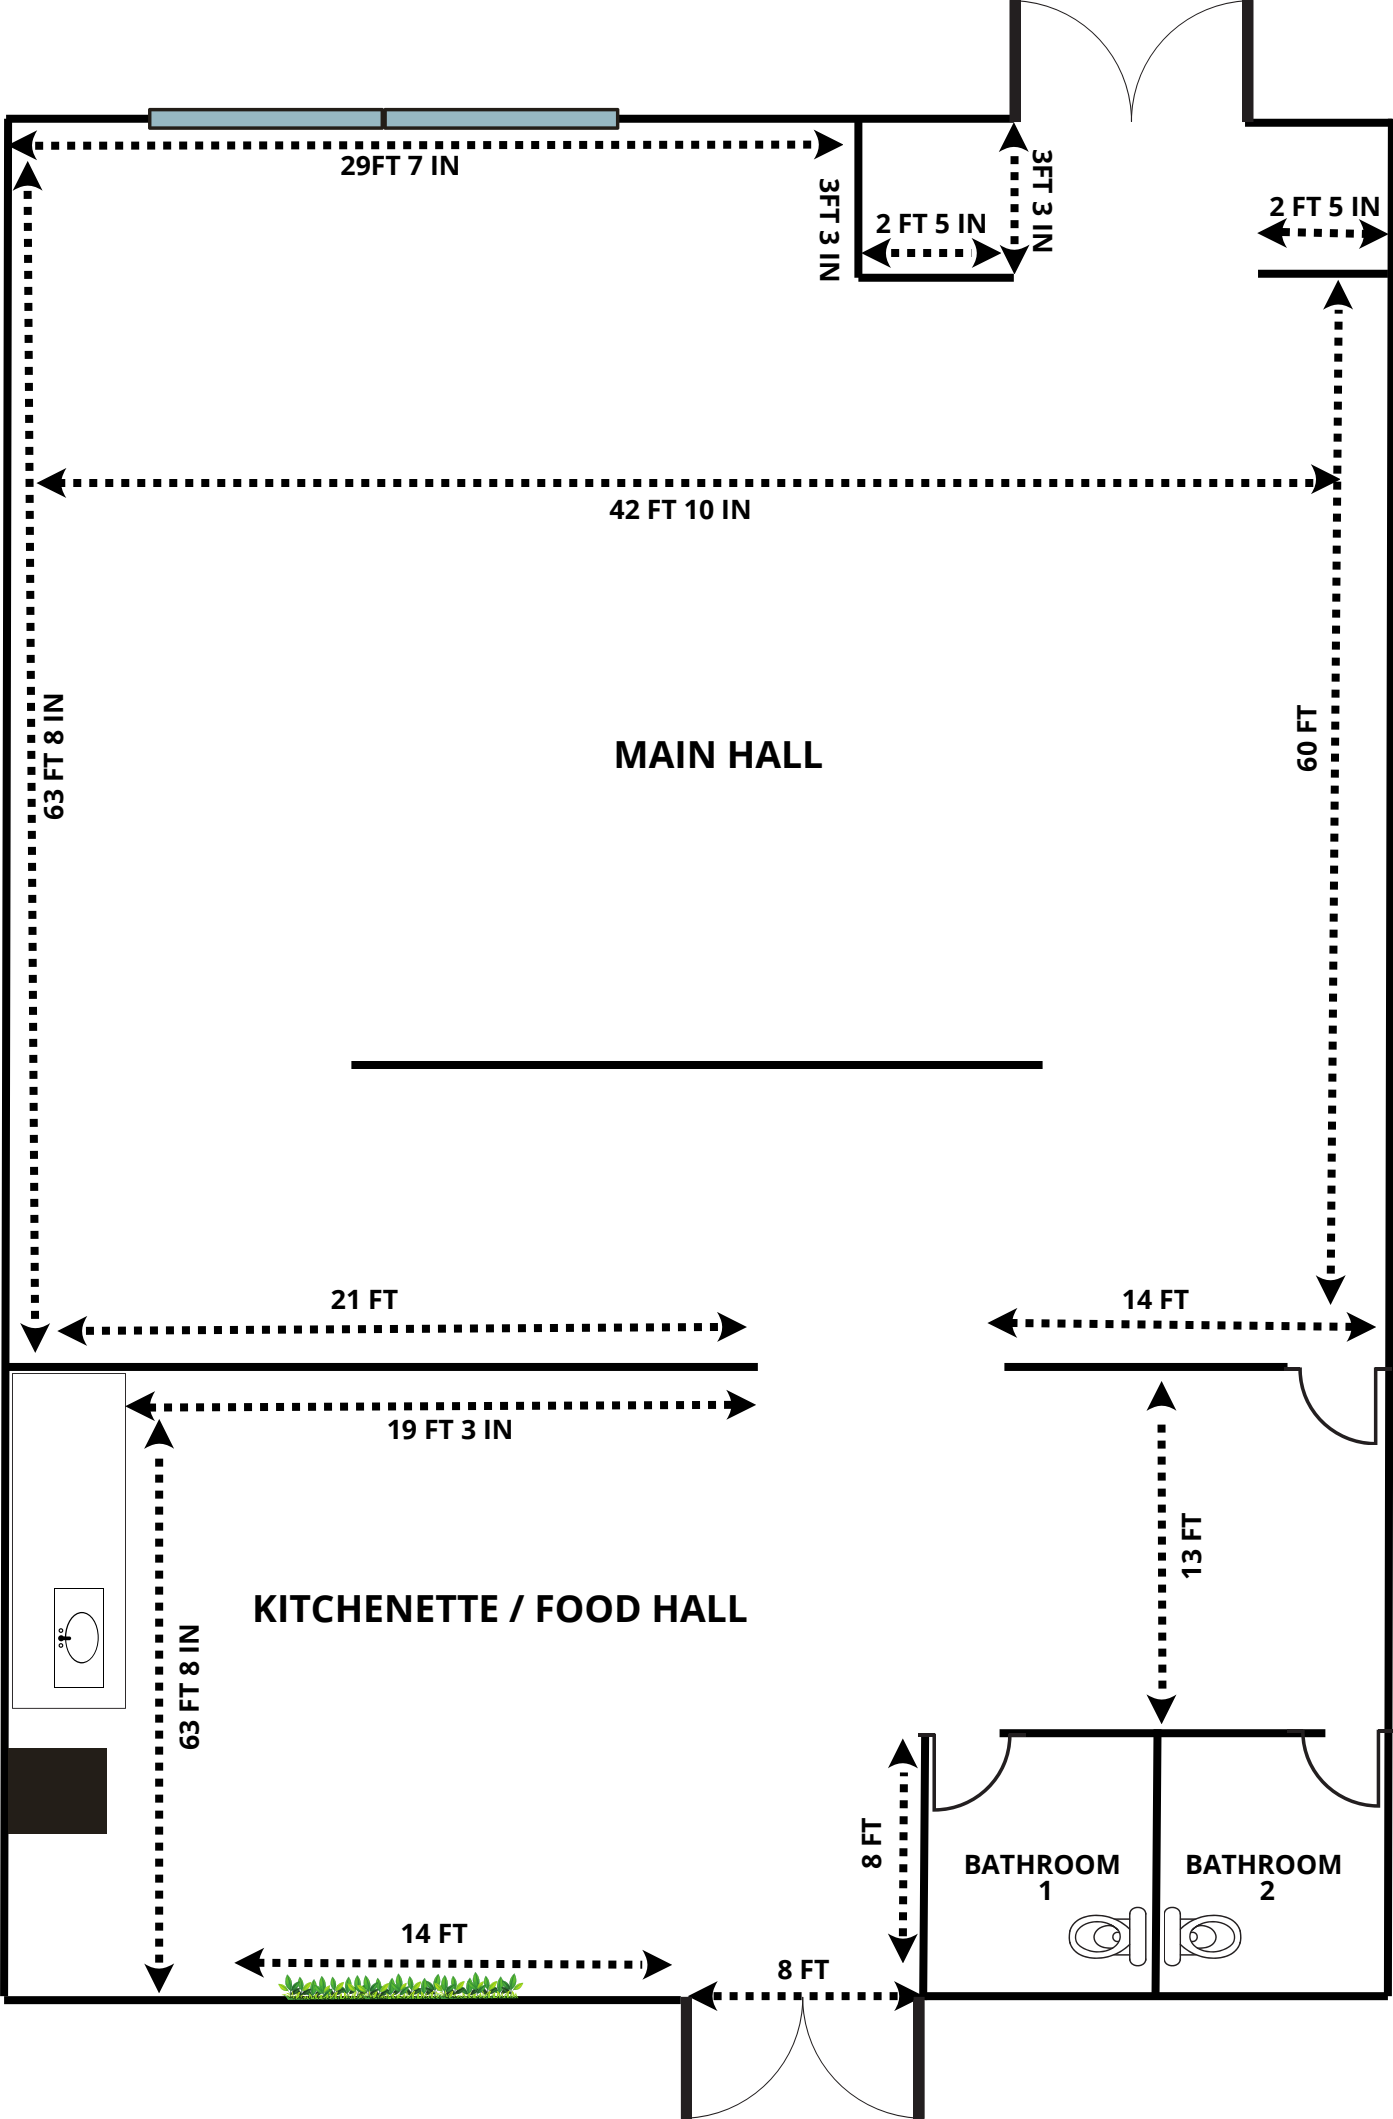 29FT 7 IN
3FT 3 IN
2 FT 5 IN
3FT 3 IN
2 FT 5 IN
42 FT 10 IN
63 FT 8 IN
MAIN HALL
60 FT
21 FT
14 FT
19 FT 3 IN
13 FT
KITCHENETTE / FOOD HALL
63 FT 8 IN
8 FT
BATHROOM
1
BATHROOM
2
14 FT
8 FT